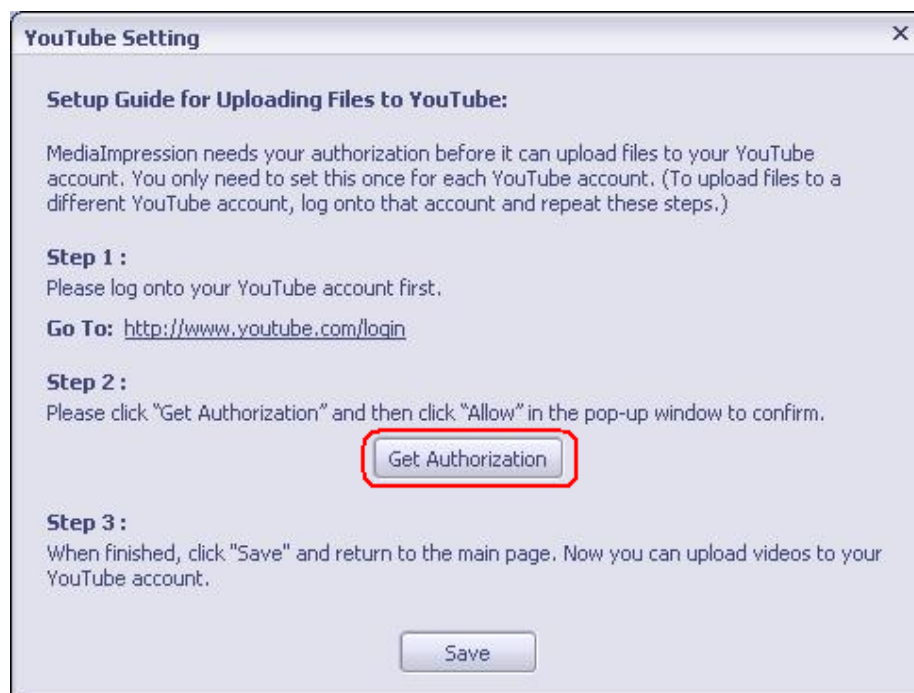 YouTube Setting
Setup Guide for Uploading Files to YouTube:
MediaImpression needs your authorization before it can upload files to your YouTube
account. You only need to set this once for each YouTube account. (To upload files to a
different YouTube account, log onto that account and repeat these steps.)
Step 1 :
Please log onto your YouTube account first.
Go To: http://www.youtube.com/login
Step 2 :
Please click “Get Authorization” and then click “Allow” in the pop-up window to confirm.
Get Authorization
Step 3 :
When finished, click "Save" and return to the main page. Now you can upload videos to your
YouTube account.
Save